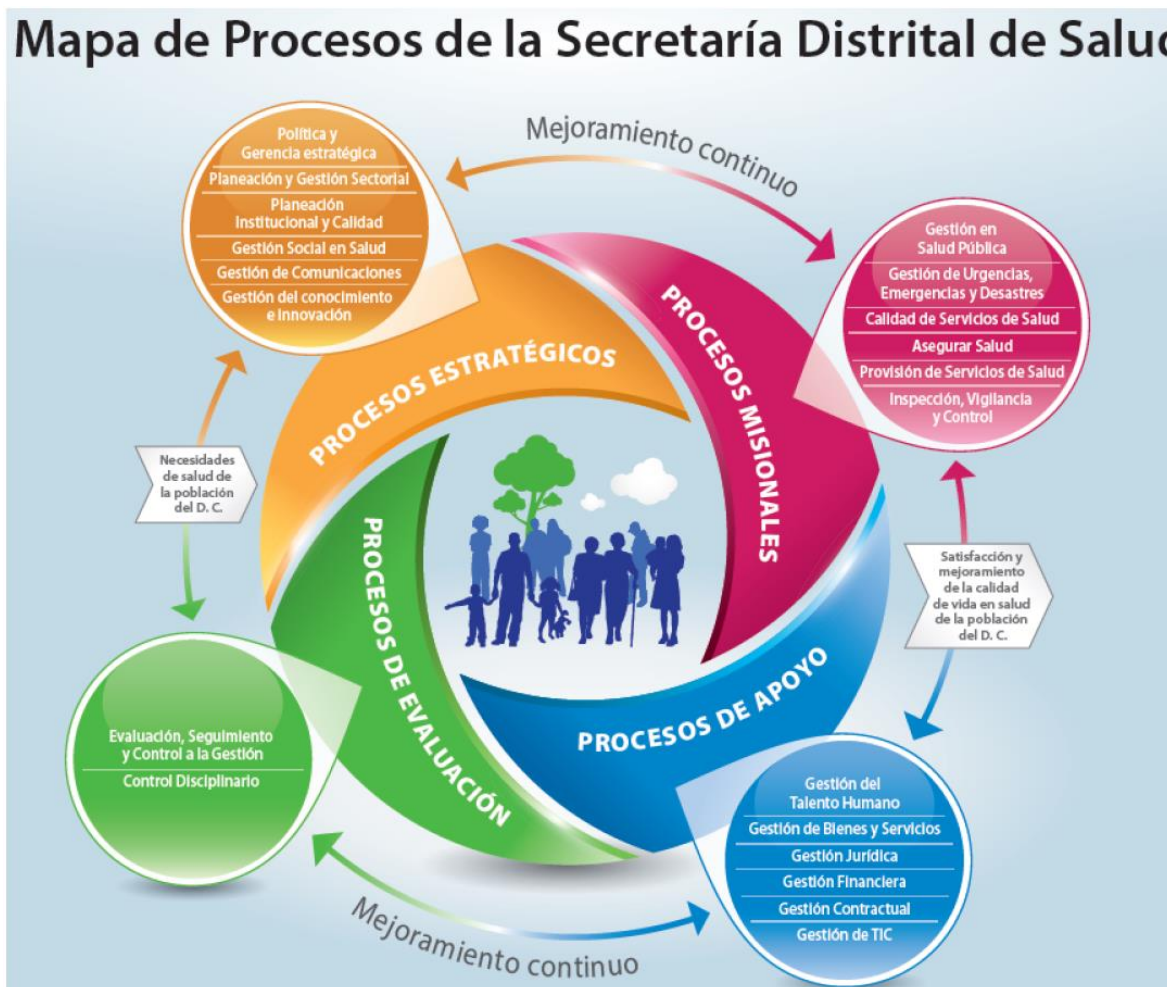 Mapa de Procesos de la Secretaría Distrital de Salud
Mejoramiento continuo
Política y
Gerencia estratégica
Planeación y Gestión Sectorial
Planeación
Institucional y Calidad
Gestión Social en Salud
Gestión de Comunicaciones
Gestión del conocimiento
e Innovación
Gestión en
Salud Pública
Gestión de Urgencias,
Emergencias y Desastres
Calidad de Servicios de Salud
Asegurar Salud
Provisión de Servicios de Salud
Inspección, Vigilancia
y Control
PROCESOS ESTRATÉGICOS
PROCESOS MISIONALES
Necesidades
de salud de
la población
del D. C.
Satisfacción y
mejoramiento
de la calidad
de vida en salud
de la población
del D. C.
PROCESOS DE EVALUACIÓN
PROCESOS DE APOYO
Evaluación, Seguimiento
y Control a la Gestión
Control Disciplinario
Gestión del
Talento Humano
Gestión de Bienes y Servicios
Gestión Jurídica
Gestión Financiera
Gestión Contractual
Gestión de TIC
Mejoramiento continuo